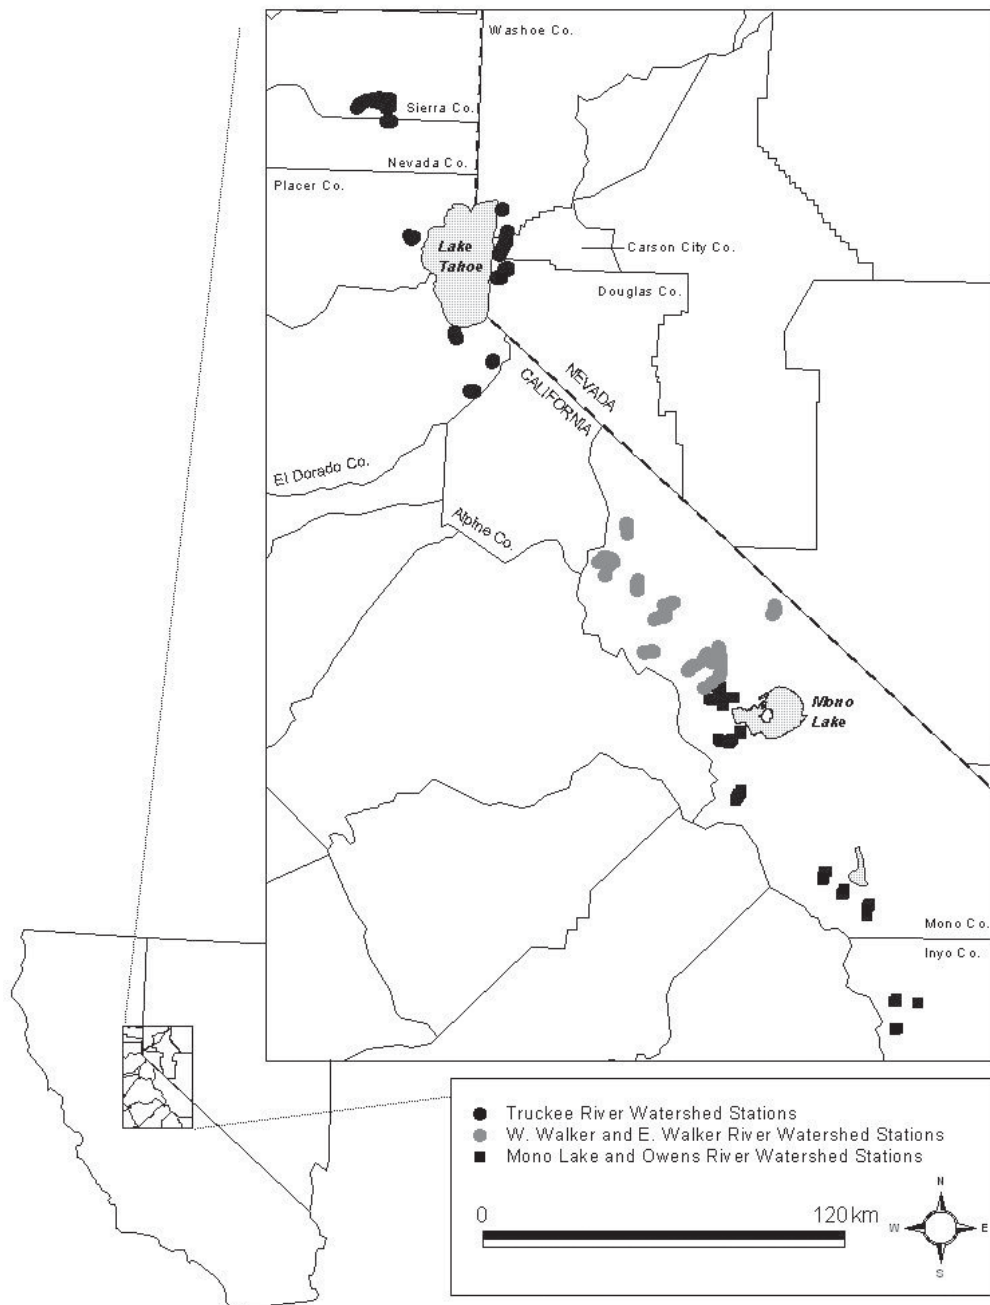 Washoe Co.
Sierra Co.
Nevada Co.
Placer Co.
Lake
Tahoe
Carson City Co.
Douglas Co.
NEVADA
CALIFORNIA
El Dorado Co.
Alpine Co.
Mono
Lake
Mono Co.
Inyo Co.
Truckee River Watershed Stations
W. Walker and E. Walker River Watershed Stations
Mono Lake and Owens River Watershed Stations
0 120 km
N
W E
S